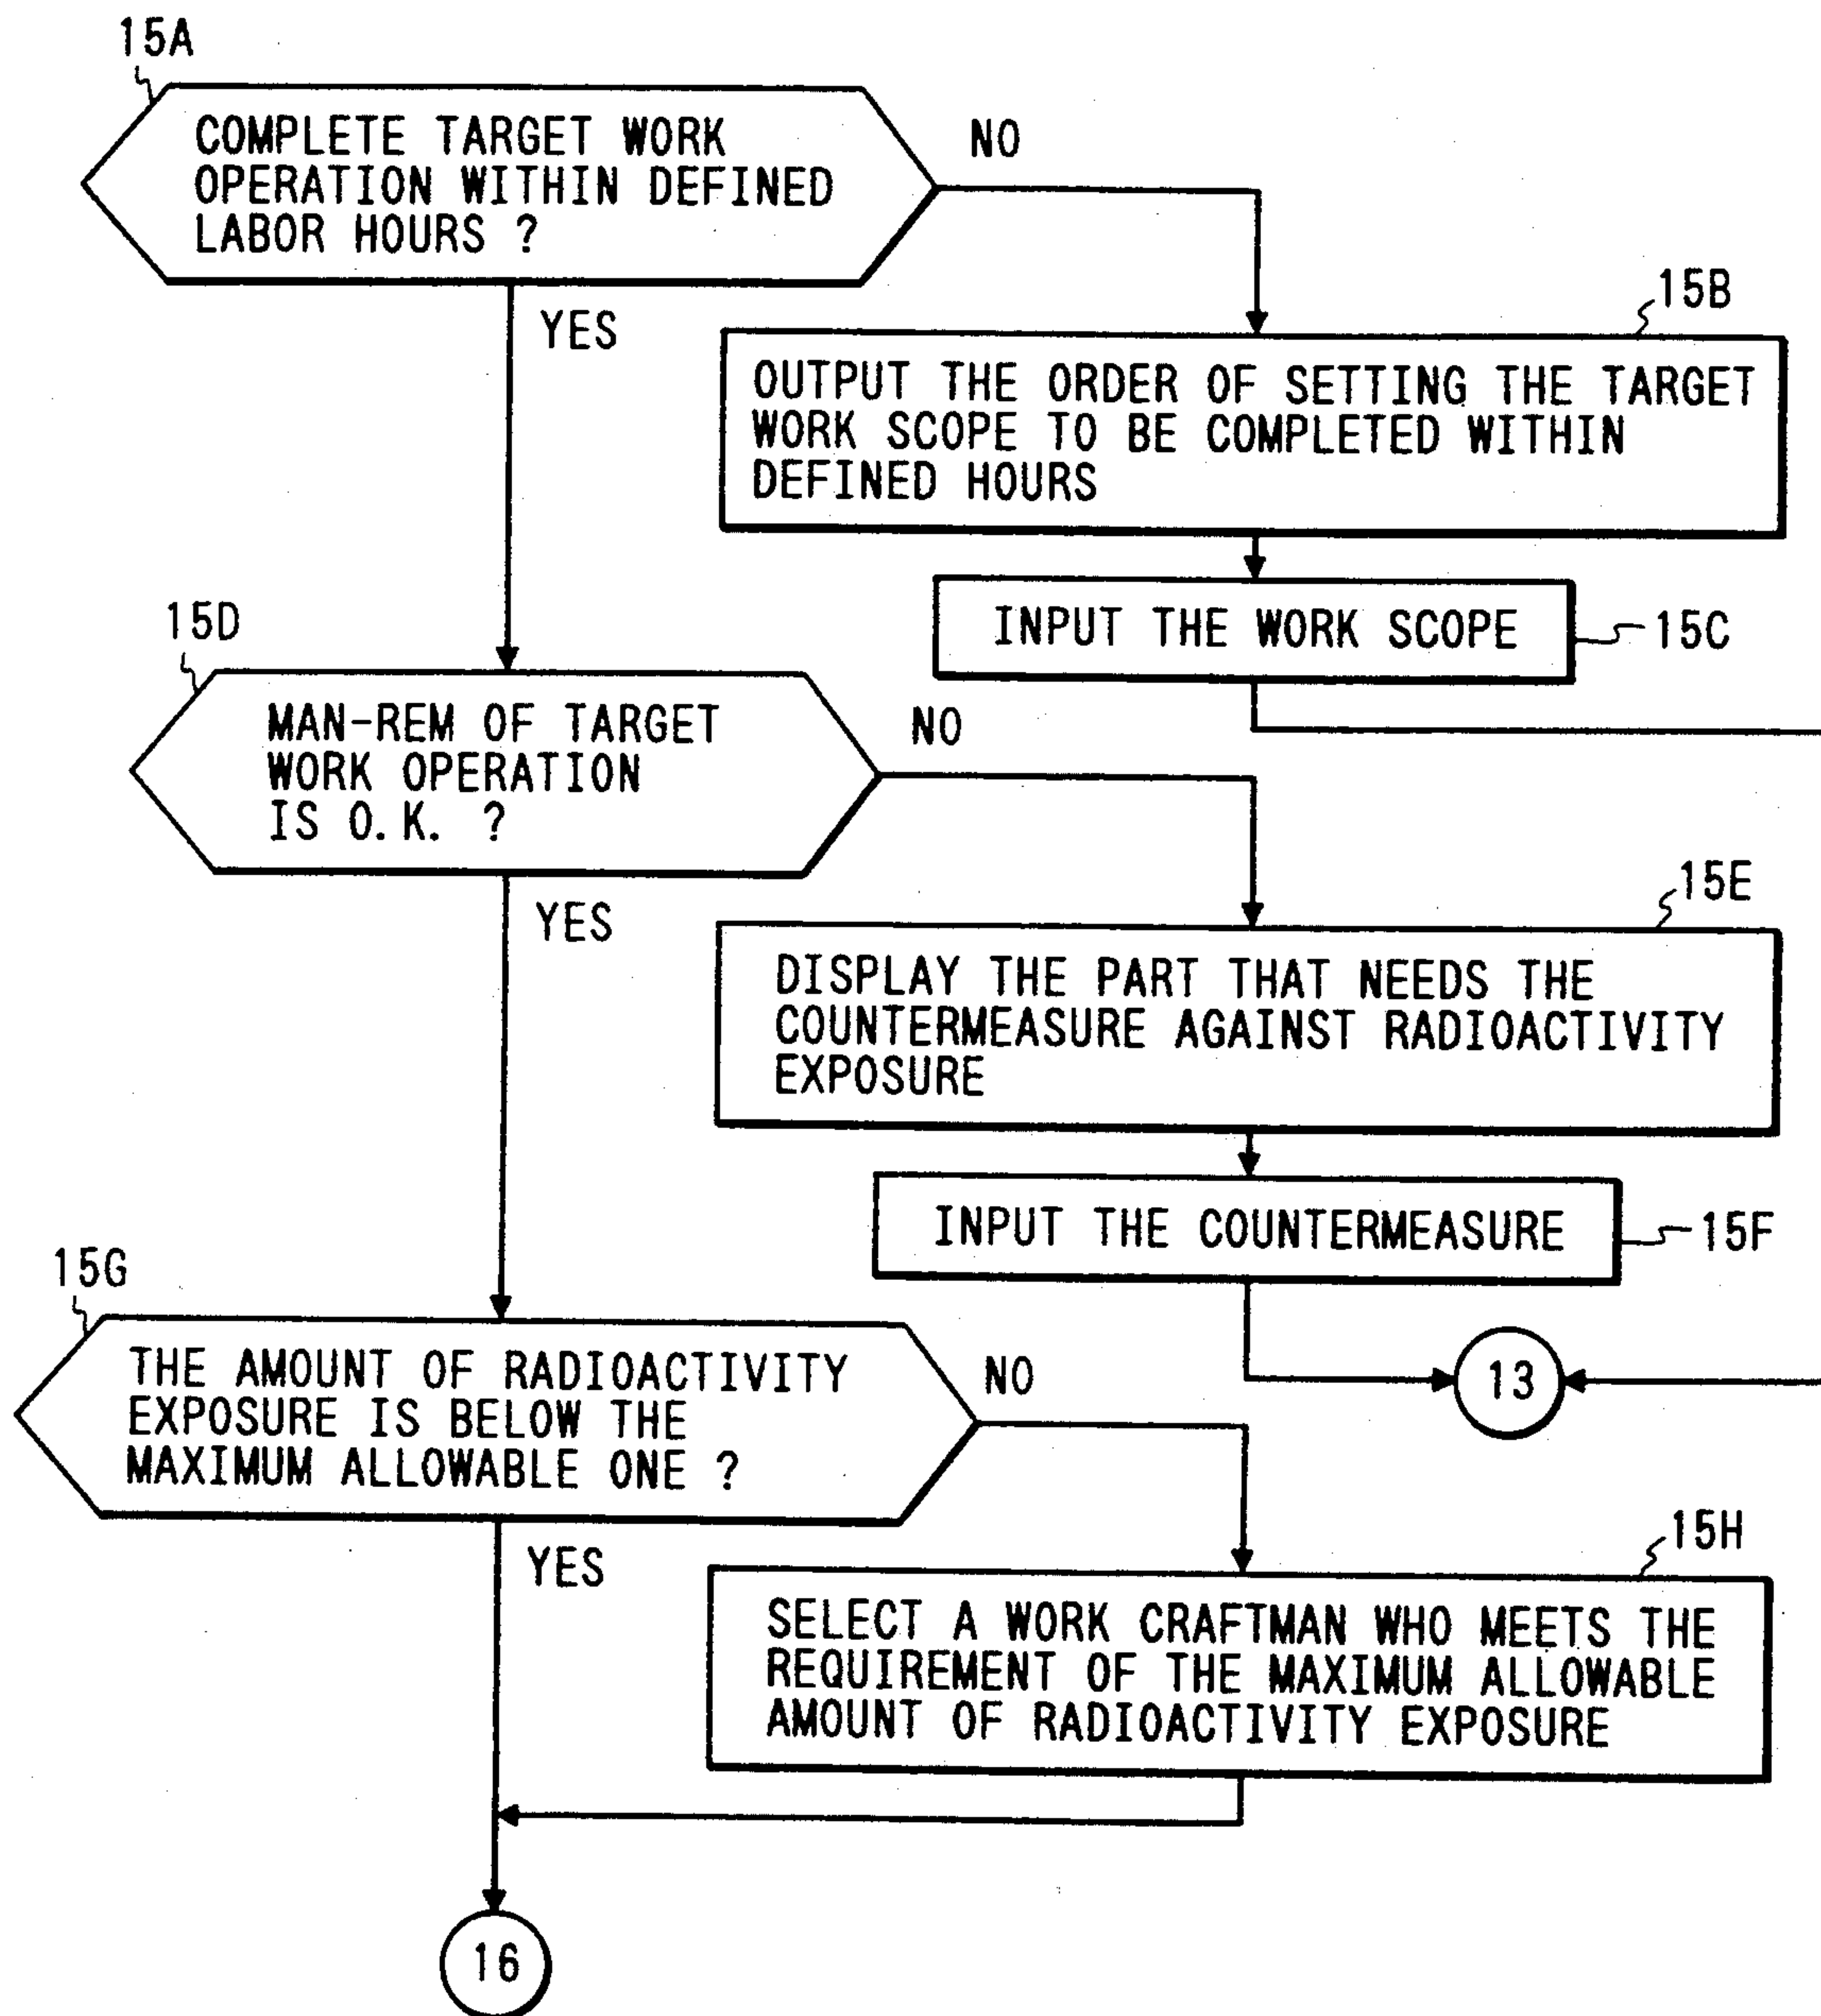 15A
COMPLETE TARGET WORK
OPERATION WITHIN DEFINED
LABOR HOURS ?
NO
YES
15B
OUTPUT THE ORDER OF SETTING THE TARGET
WORK SCOPE TO BE COMPLETED WITHIN
DEFINED HOURS
INPUT THE WORK SCOPE
15C
15D
MAN-REM OF TARGET
WORK OPERATION
IS O.K. ?
NO
YES
15E
DISPLAY THE PART THAT NEEDS THE
COUNTERMEASURE AGAINST RADIOACTIVITY
EXPOSURE
INPUT THE COUNTERMEASURE
15F
15G
THE AMOUNT OF RADIOACTIVITY
EXPOSURE IS BELOW THE
MAXIMUM ALLOWABLE ONE ?
NO
13
YES
15H
SELECT A WORK CRAFTMAN WHO MEETS THE
REQUIREMENT OF THE MAXIMUM ALLOWABLE
AMOUNT OF RADIOACTIVITY EXPOSURE
16